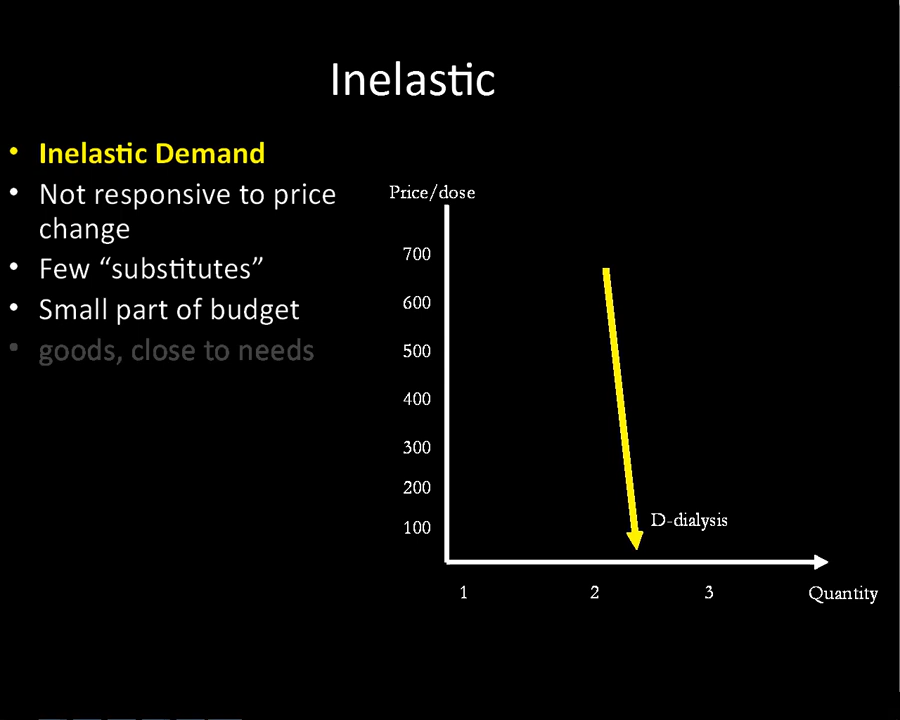 Inelastic
• Inelastic Demand
• Not responsive to price
change
• Few “substitutes”
• Small part of budget
• goods, close to needs
Price/dose
700
600
500
400
300
200
100
D-dialysis
1 2 3 Quantity